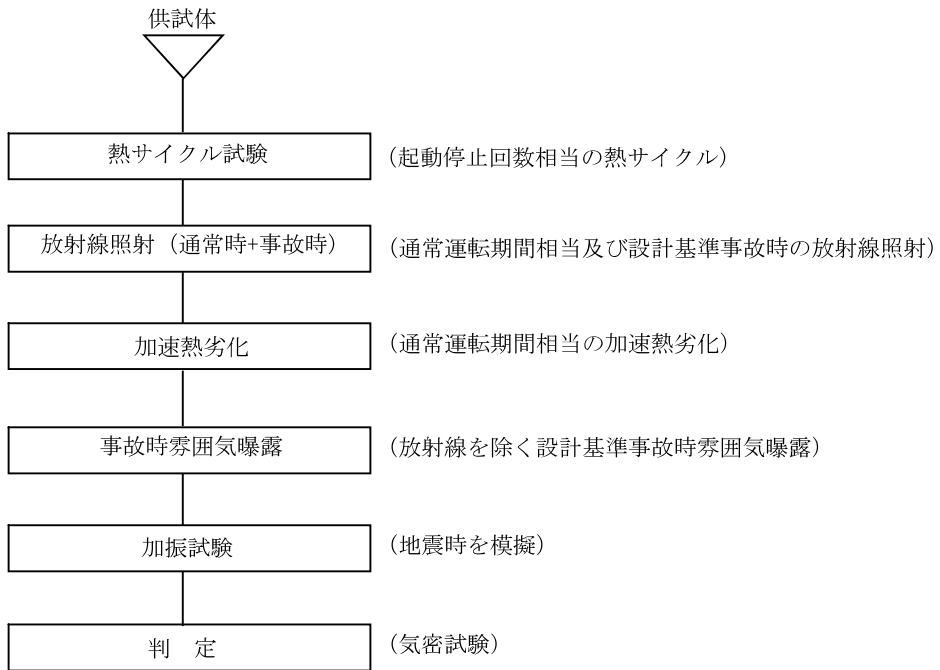 供試体
熱サイクル試験
（起動停止回数相当の熱サイクル）
放射線照射（通常時+事故時）
（通常運転期間相当及び設計基準事故時の放射線照射）
加速熱劣化
（通常運転期間相当の加速熱劣化）
事故時雰囲気曝露
（放射線を除く設計基準事故時雰囲気曝露）
加振試験
（地震時を模擬）
判　定
（気密試験）